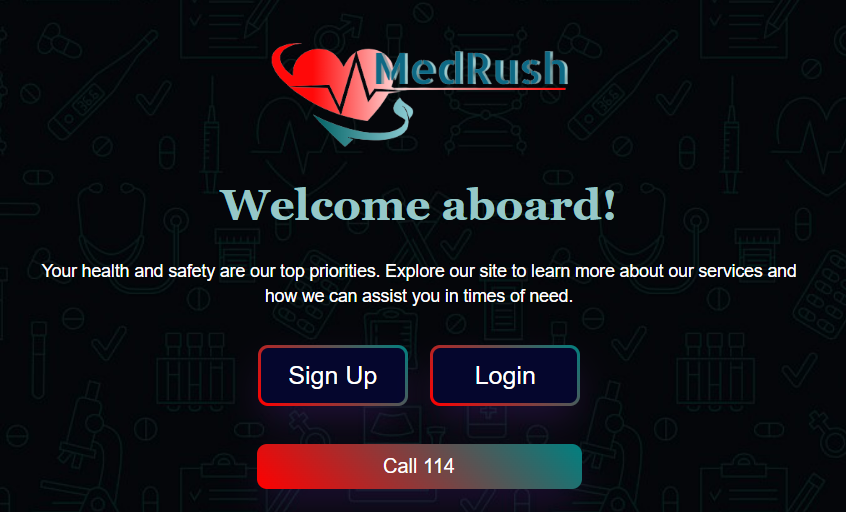 MedRush
Welcome aboard!
Your health and safety are our top priorities. Explore our site to learn more about our services and
how we can assist you in times of need.
Sign Up
Login
Call 114